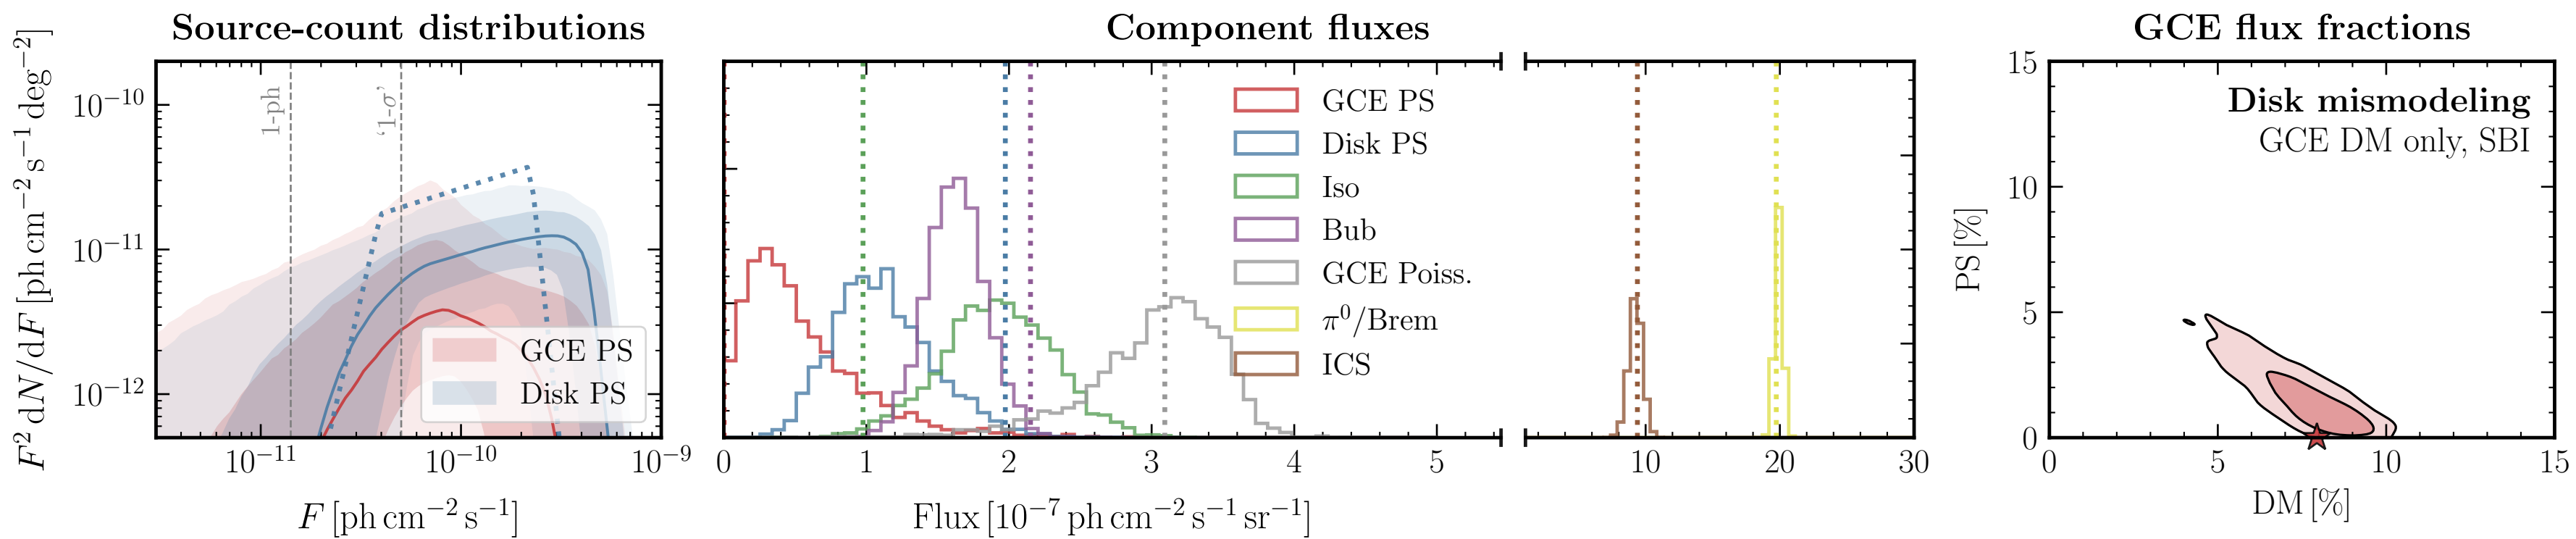 Source-count distributions
F² dN/dF [ph cm⁻² s⁻¹ deg⁻²]
10⁻¹⁰
10⁻¹¹
10⁻¹²
1-ph
‘1-σ’
GCE PS
Disk PS
10⁻¹¹ 10⁻¹⁰ 10⁻⁹
F [ph cm⁻² s⁻¹]
Component fluxes
GCE PS
Disk PS
Iso
Bub
GCE Poiss.
π⁰/Brem
ICS
0 1 2 3 4 5 10 20 30
Flux [10⁻⁷ ph cm⁻² s⁻¹ sr⁻¹]
GCE flux fractions
PS [%]
15
10
5
0
Disk mismodeling
GCE DM only, SBI
0 5 10 15
DM [%]